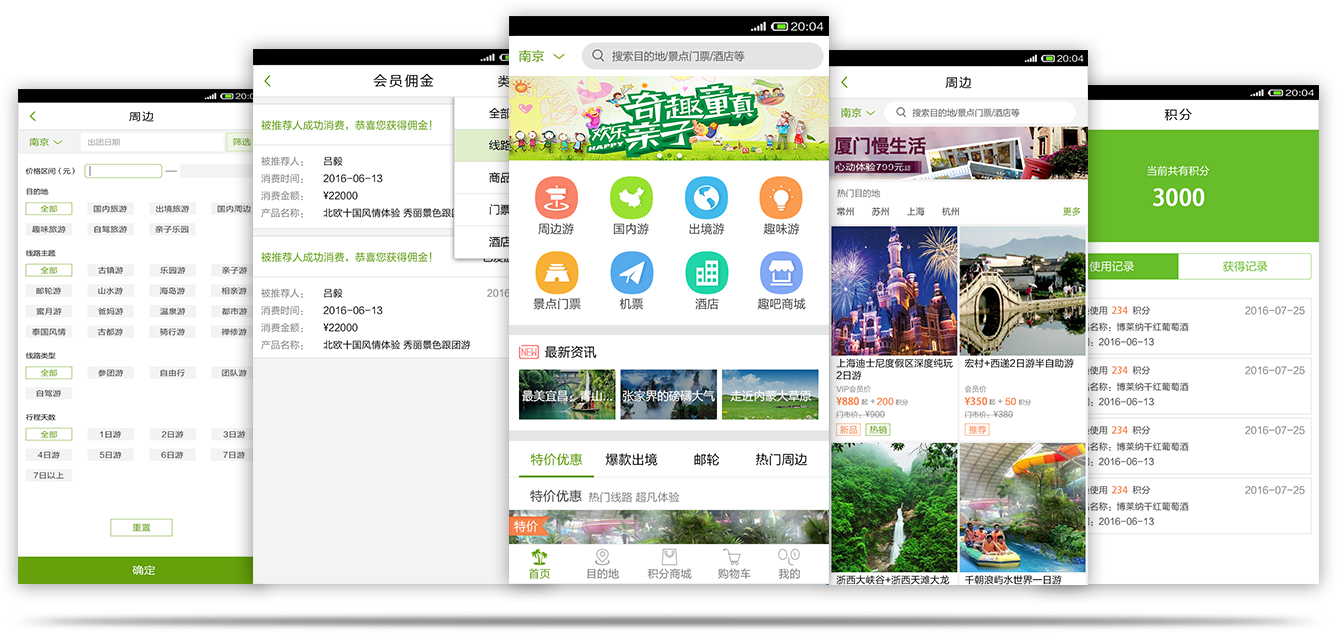 20:0
周边
南京
出团日期
筛选
价格区间（元）
目的地
全部 国内旅游 出境旅游 国内周边
趣味旅游 自驾旅游 亲子乐园
线路主题
全部 古镇游 乐园游 亲子游
邮轮游 山水游 海岛游 相亲游
蜜月游 爸妈游 温泉游 都市游
泰国风情 古都游 骑行游 禅修游
线路类型
全部 参团游 自由行 团队游
自驾游
行程天数
全部 1日游 2日游 3日游
4日游 5日游 6日游 7日游
7日以上
重置
确定
会员佣金
类
全部
线路
商品
门票
酒店
被推荐人成功消费，恭喜您获得佣金！
被推荐人： 吕毅
消费时间： 2016-06-13
消费金额： ¥22000
产品名称： 北欧十国风情体验 秀丽景色跟团
被推荐人成功消费，恭喜您获得佣金！
被推荐人： 吕毅
2016
消费时间： 2016-06-13
消费金额： ¥22000
产品名称： 北欧十国风情体验 秀丽景色跟团游
20:04
南京
搜索目的地/景点门票/酒店等
奇趣童真
欢乐亲子
HAPPY
周边游 国内游 出境游 趣味游
景点门票 机票 酒店 趣吧商城
NEW 最新资讯
最美宜昌：青山...
张家界的磅礴大气
走近内蒙大草原
特价优惠 爆款出境 邮轮 热门周边
特价优惠 热门线路 超凡体验
特价
首页 目的地 积分商城 购物车 我的
20:04
周边
南京
搜索目的地/景点门票/酒店等
厦门慢生活
心动体验799元起
热门目的地
常州 苏州 上海 杭州 更多
上海迪士尼度假区深度纯玩2日游
VIP会员价
¥880 起 + 200 积分
门市价：¥900
新品 热销
宏村+西递2日游半自助游
会员价
¥350 起 + 50 积分
门市价：¥380
推荐
浙西大峡谷+浙西天滩大龙
千朝浪屿水世界一日游
20:04
积分
当前共有积分
3000
使用记录 获得记录
使用 234 积分 2016-07-25
名称：博莱纳干红葡萄酒
：2016-06-13
使用 234 积分 2016-07-25
名称：博莱纳干红葡萄酒
：2016-06-13
使用 234 积分 2016-07-25
名称：博莱纳干红葡萄酒
：2016-06-13
使用 234 积分 2016-07-25
名称：博莱纳干红葡萄酒
：2016-06-13